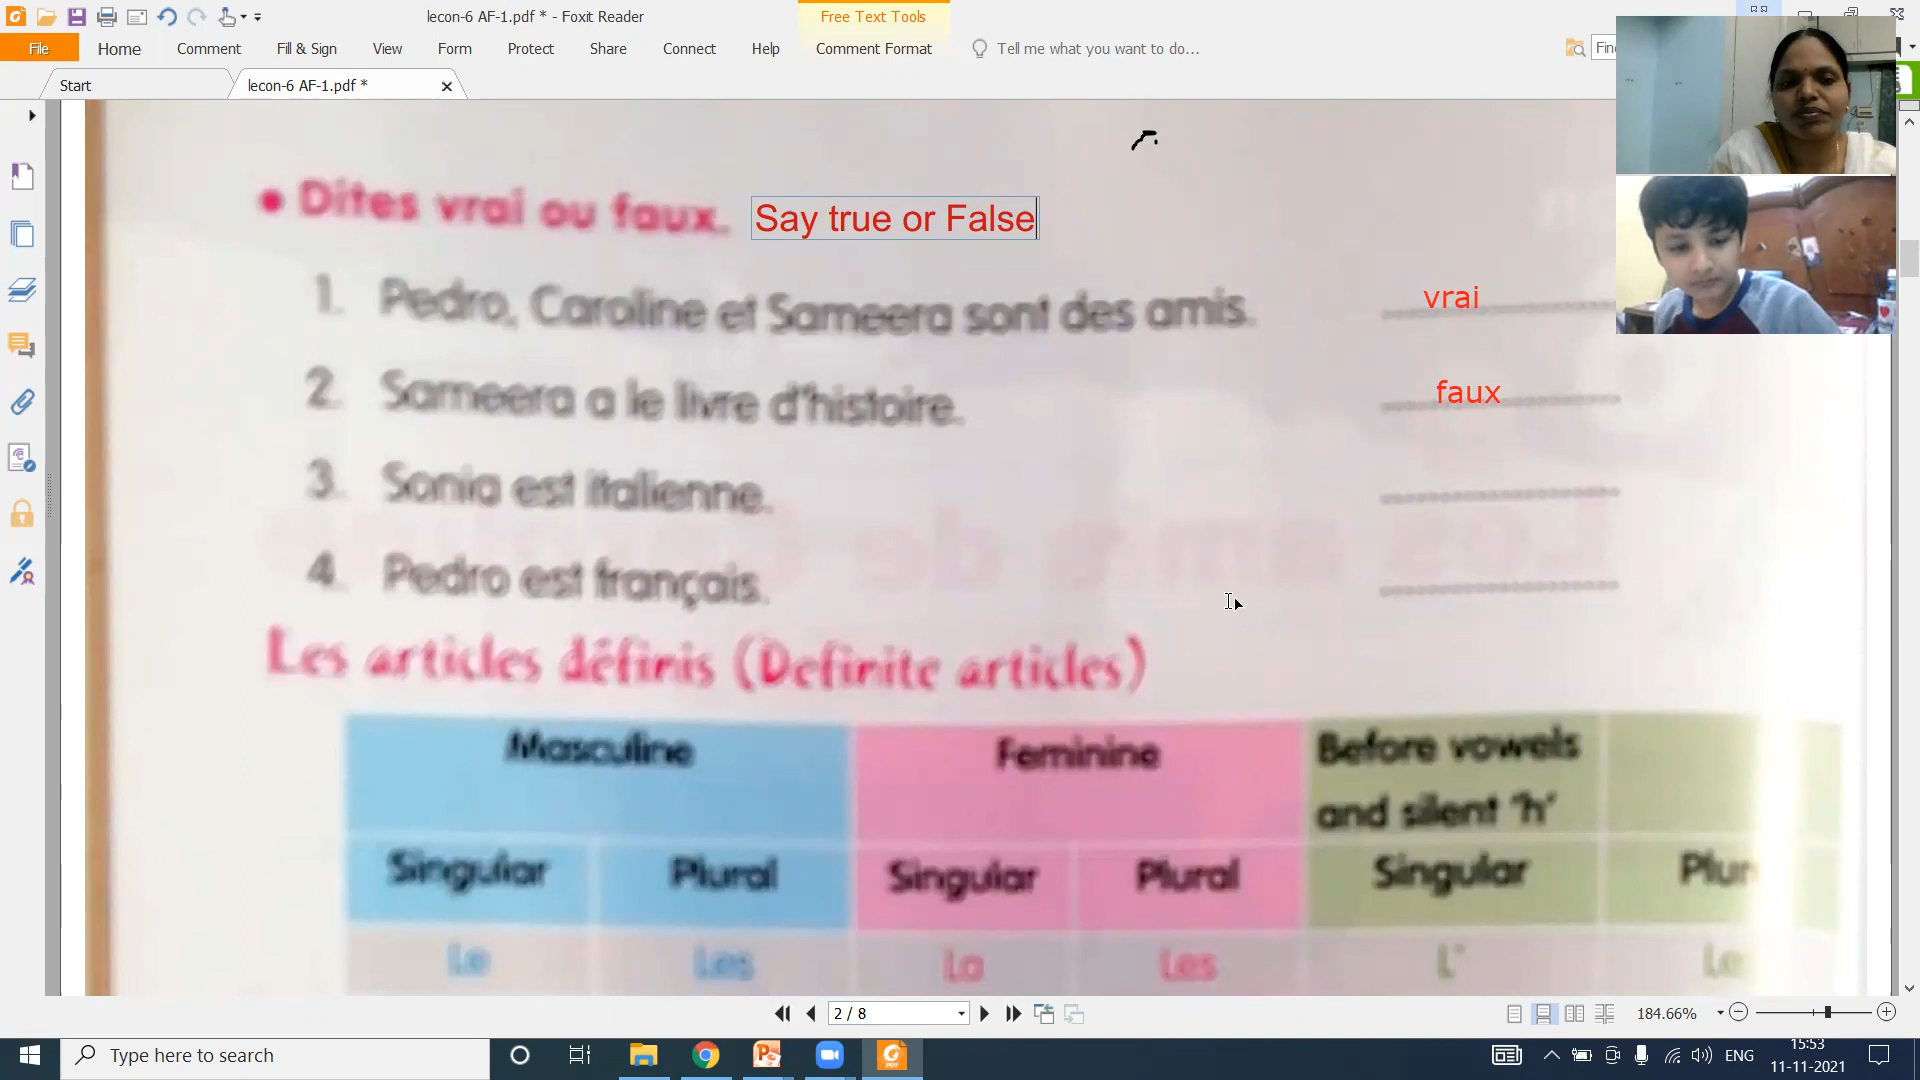 lecon-6 AF-1.pdf * - Foxit Reader
Free Text Tools
File Home Comment Fill & Sign View Form Protect Share Connect Help Comment Format Tell me what you want to do... Fin
Start lecon-6 AF-1.pdf *
• Dites vrai ou faux. Say true or False
1. Pedro, Caroline et Sameera sont des amis. vrai
2. Sameera a le livre d'histoire. faux
3. Sonia est italienne.
4. Pedro est français.
Les articles définis (Definite articles)
Masculine Feminine Before vowels
and silent 'h'
Singular Plural Singular Plural Singular Plur
Le Les La Les L' Le
2 / 8 184.66%
Type here to search ENG 15:53
11-11-2021